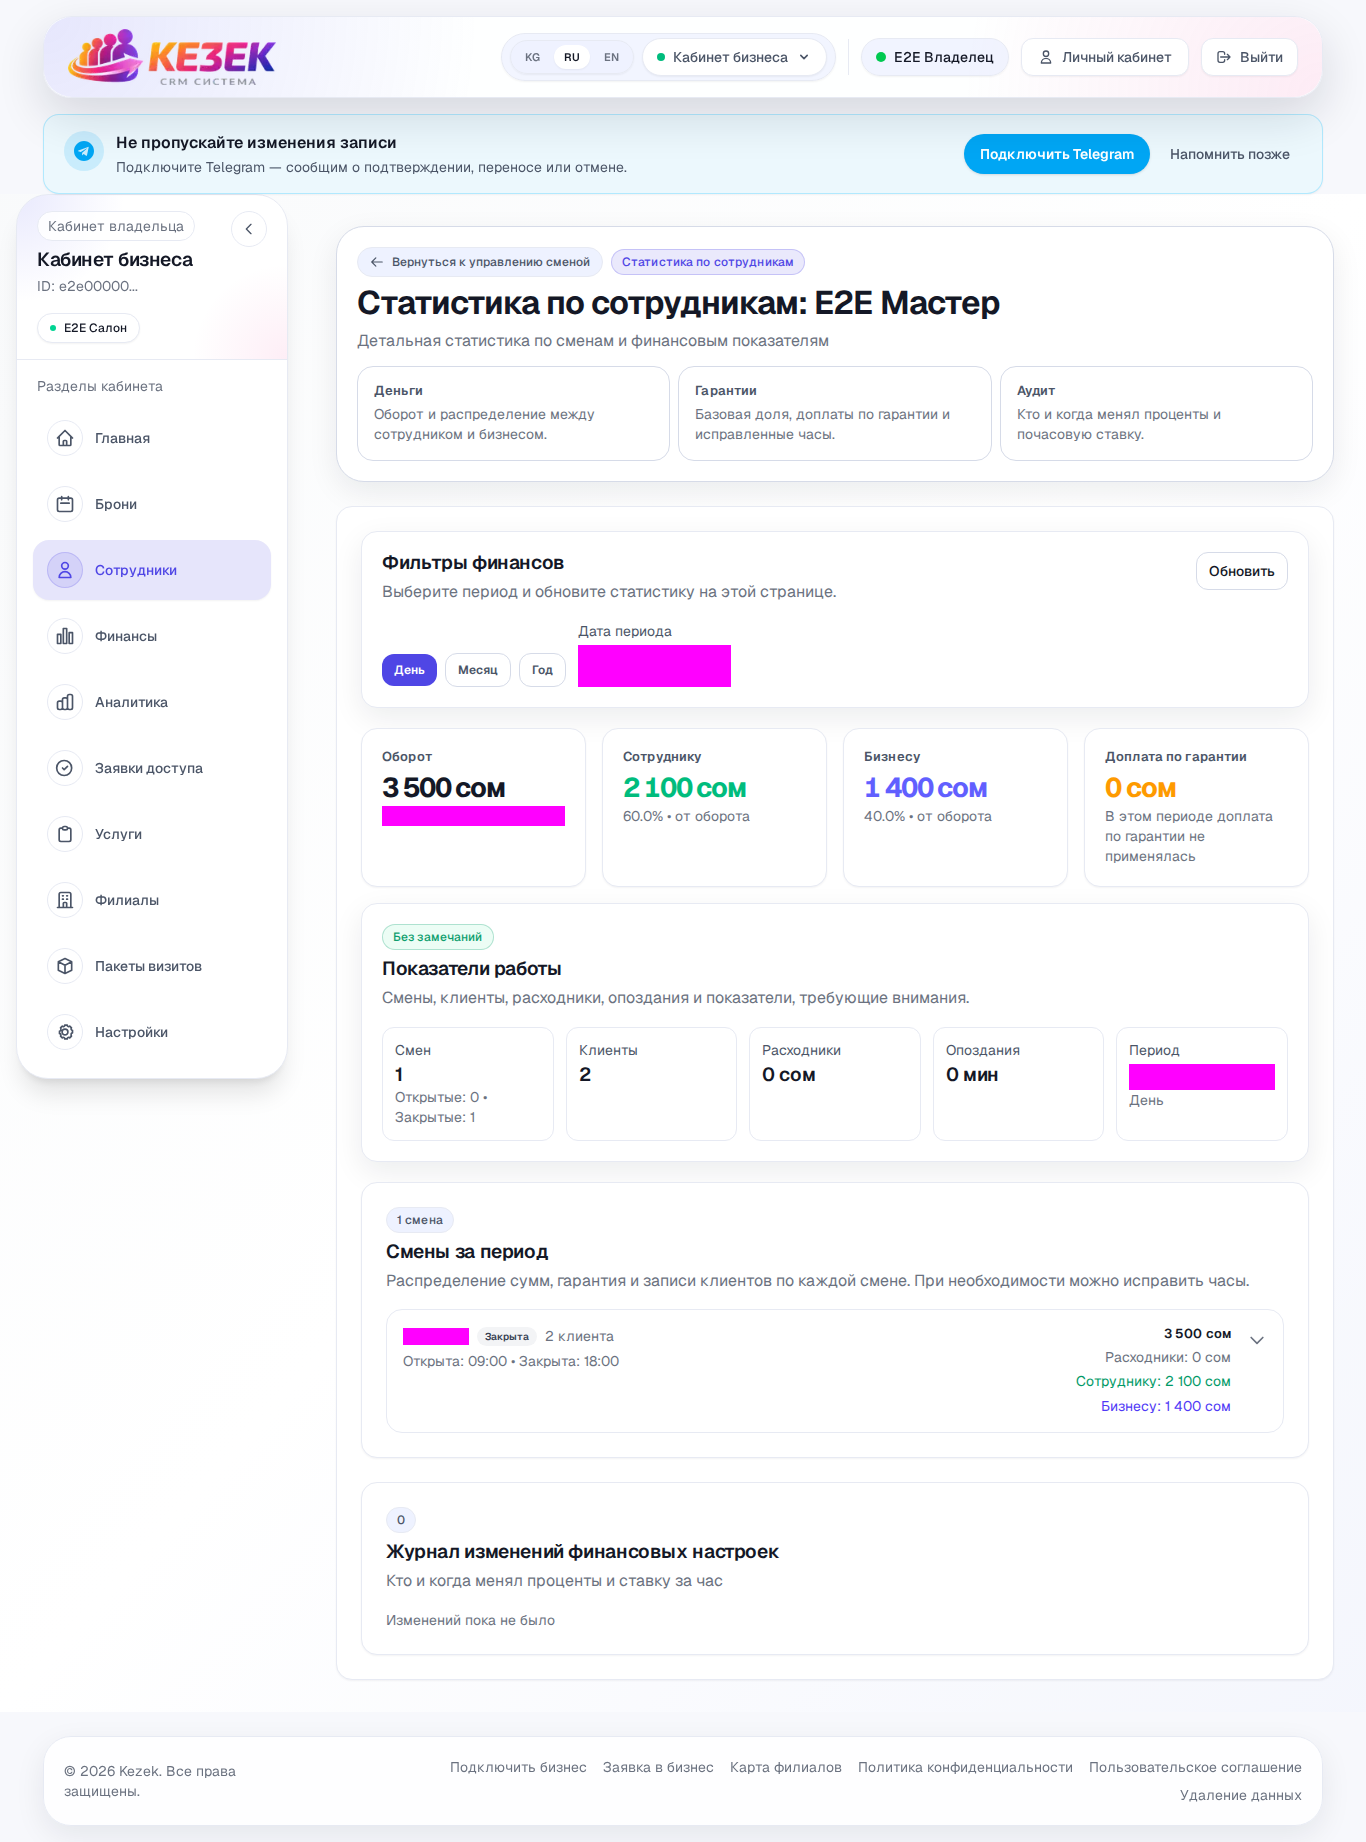 КЕЗЕК
CRM СИСТЕМА
KG RU EN
Кабинет бизнеса
E2E Владелец
Личный кабинет
Выйти
Не пропускайте изменения записи
Подключите Telegram — сообщим о подтверждении, переносе или отмене.
Подключить Telegram
Напомнить позже
Кабинет владельца
Кабинет бизнеса
ID: e2e00000...
E2E Салон
Разделы кабинета
Главная
Брони
Сотрудники
Финансы
Аналитика
Заявки доступа
Услуги
Филиалы
Пакеты визитов
Настройки
Вернуться к управлению сменой
Статистика по сотрудникам
Статистика по сотрудникам: E2E Мастер
Детальная статистика по сменам и финансовым показателям
Деньги
Оборот и распределение между
сотрудником и бизнесом.
Гарантии
Базовая доля, доплаты по гарантии и
исправленные часы.
Аудит
Кто и когда менял проценты и
почасовую ставку.
Фильтры финансов
Выберите период и обновите статистику на этой странице.
Обновить
Дата периода
День
Месяц
Год
Оборот
3 500 сом
Сотруднику
2 100 сом
60.0% • от оборота
Бизнесу
1 400 сом
40.0% • от оборота
Доплата по гарантии
0 сом
В этом периоде доплата
по гарантии не
применялась
Без замечаний
Показатели работы
Смены, клиенты, расходники, опоздания и показатели, требующие внимания.
Смен
1
Открытые: 0 •
Закрытые: 1
Клиенты
2
Расходники
0 сом
Опоздания
0 мин
Период
День
1 смена
Смены за период
Распределение сумм, гарантия и записи клиентов по каждой смене. При необходимости можно исправить часы.
Закрыта
2 клиента
Открыта: 09:00 • Закрыта: 18:00
3 500 сом
Расходники: 0 сом
Сотруднику: 2 100 сом
Бизнесу: 1 400 сом
0
Журнал изменений финансовых настроек
Кто и когда менял проценты и ставку за час
Изменений пока не было
© 2026 Kezek. Все права
защищены.
Подключить бизнес
Заявка в бизнес
Карта филиалов
Политика конфиденциальности
Пользовательское соглашение
Удаление данных